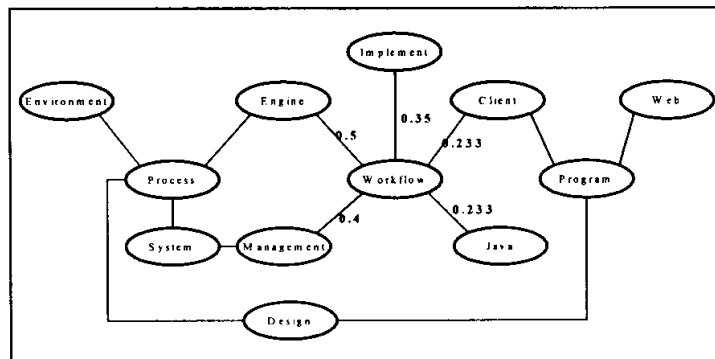 Implement
Environment
Engine
Client
Web
0.35
0.5
0.233
Process
Workflow
Program
0.233
0.4
System
Management
Java
Design